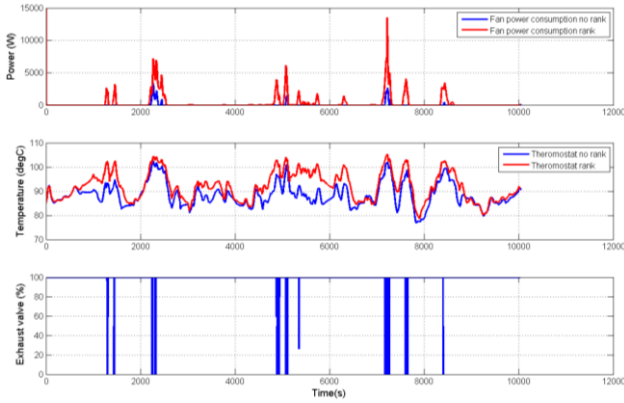 15000
10000
5000
0
Power (W)
Fan power consumption no rank
Fan power consumption rank
0 2000 4000 6000 8000 10000 12000
110
100
90
80
70
Temperature (degC)
Theromostat no rank
Theromostat rank
0 2000 4000 6000 8000 10000 12000
100
80
60
40
20
0
Exhaust valve (%)
0 2000 4000 6000 8000 10000 12000
Time(s)